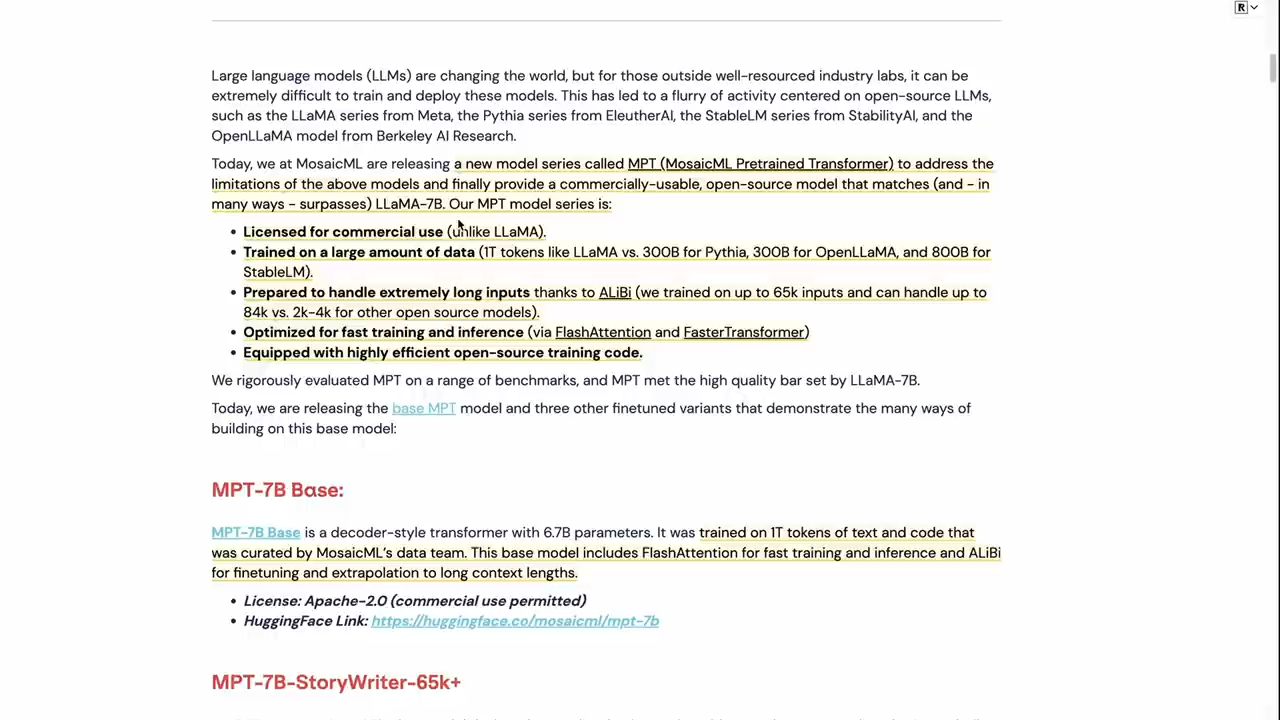 R
Large language models (LLMs) are changing the world, but for those outside well-resourced industry labs, it can be
extremely difficult to train and deploy these models. This has led to a flurry of activity centered on open-source LLMs,
such as the LLaMA series from Meta, the Pythia series from EleutherAI, the StableLM series from StabilityAI, and the
OpenLLaMA model from Berkeley AI Research.
Today, we at MosaicML are releasing a new model series called MPT (MosaicML Pretrained Transformer) to address the
limitations of the above models and finally provide a commercially-usable, open-source model that matches (and - in
many ways - surpasses) LLaMA-7B. Our MPT model series is:
• Licensed for commercial use (unlike LLaMA).
• Trained on a large amount of data (1T tokens like LLaMA vs. 300B for Pythia, 300B for OpenLLaMA, and 800B for
StableLM).
• Prepared to handle extremely long inputs thanks to ALiBi (we trained on up to 65k inputs and can handle up to
84k vs. 2k-4k for other open source models).
• Optimized for fast training and inference (via FlashAttention and FasterTransformer)
• Equipped with highly efficient open-source training code.
We rigorously evaluated MPT on a range of benchmarks, and MPT met the high quality bar set by LLaMA-7B.
Today, we are releasing the base MPT model and three other finetuned variants that demonstrate the many ways of
building on this base model:
MPT-7B Base:
MPT-7B Base is a decoder-style transformer with 6.7B parameters. It was trained on 1T tokens of text and code that
was curated by MosaicML's data team. This base model includes FlashAttention for fast training and inference and ALiBi
for finetuning and extrapolation to long context lengths.
• License: Apache-2.0 (commercial use permitted)
• HuggingFace Link: https://huggingface.co/mosaicml/mpt-7b
MPT-7B-StoryWriter-65k+